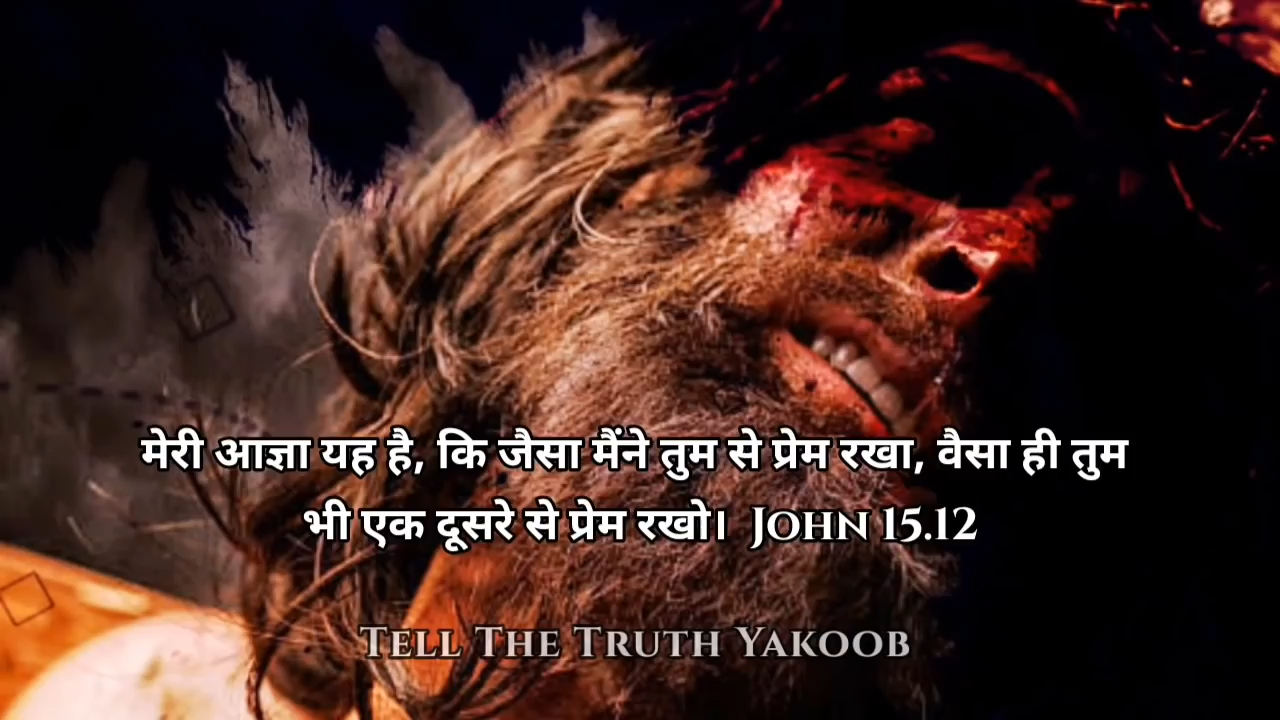 मेरी आज्ञा यह है, कि जैसा मैंने तुम से प्रेम रखा, वैसा ही तुम
भी एक दूसरे से प्रेम रखो। JOHN 15.12
TELL THE TRUTH YAKOOB